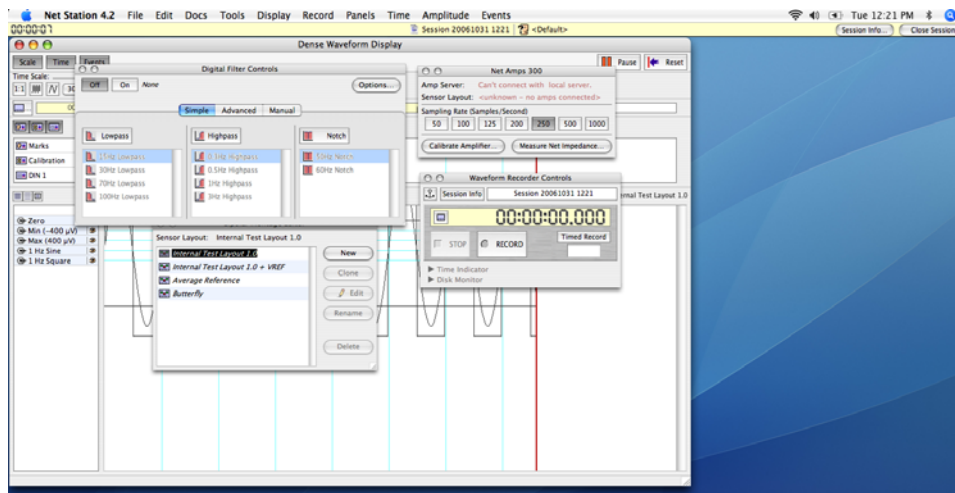 Net Station 4.2 File Edit Docs Tools Display Record Panels Time Amplitude Events Tue 12:21 PM
00:00:07 Session 20061031 1221 <Default> Session Info... Close Session
Dense Waveform Display
Scale Time Events Pause Reset
Time Scale:
1:1
Digital Filter Controls
Off On None Options...
Simple Advanced Manual
Lowpass Highpass Notch
Lowpass Highpass 50Hz Notch
30Hz Lowpass 0.5Hz Highpass 60Hz Notch
70Hz Lowpass 1Hz Highpass
100Hz Lowpass 3Hz Highpass
Net Amps 300
Amp Server: Can't connect with local server.
Sensor Layout: <unknown - no amps connected>
Sampling Rate (Samples/Second)
50 100 125 200 250 500 1000
Calibrate Amplifier... Measure Net Impedance...
Marks
Calibration
DIN 1
Waveform Recorder Controls
Session Info Session 20061031 1221
00:00:00.000
STOP RECORD Timed Record
Time Indicator
Disk Monitor
rnal Test Layout 1.0
Zero
Min (-400 µV)
Max (400 µV)
1 Hz Sine
1 Hz Square
Sensor Layout: Internal Test Layout 1.0
Internal Test Layout 1.0
Internal Test Layout 1.0 + VREF
Average Reference
Butterfly
New
Clone
Edit
Rename
Delete